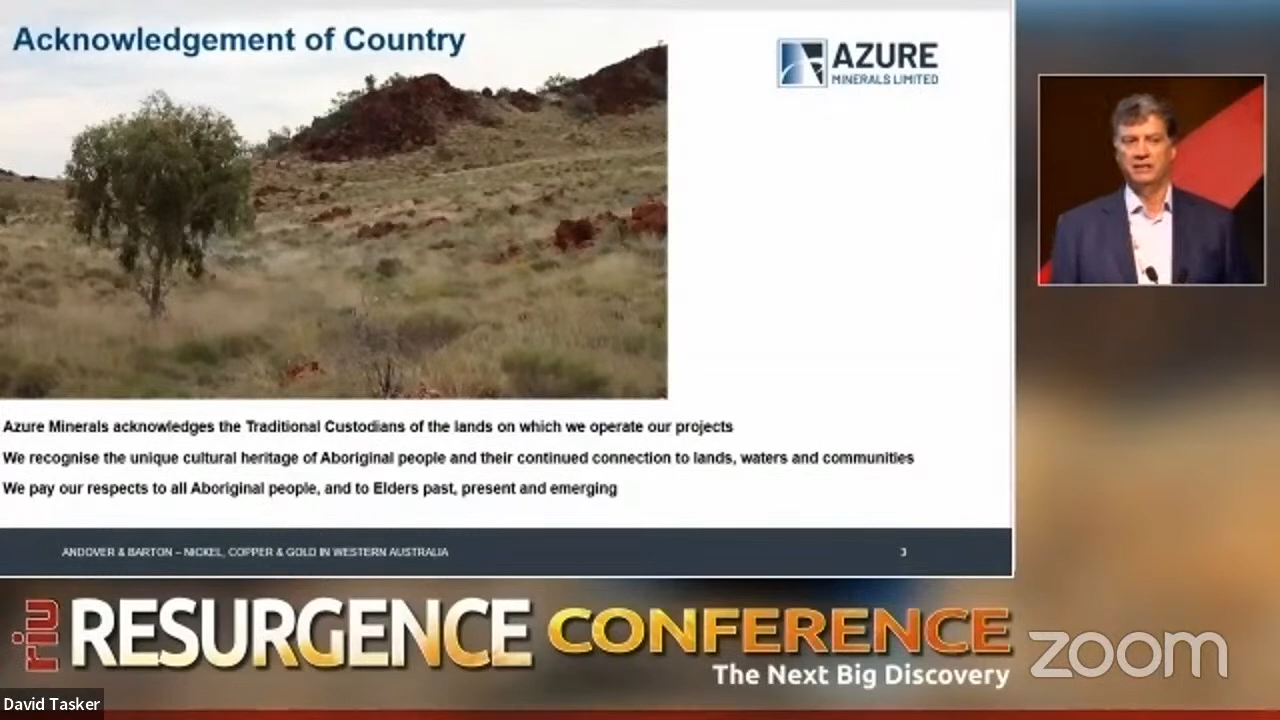 Acknowledgement of Country
AZURE
MINERALS LIMITED
Azure Minerals acknowledges the Traditional Custodians of the lands on which we operate our projects
We recognise the unique cultural heritage of Aboriginal people and their continued connection to lands, waters and communities
We pay our respects to all Aboriginal people, and to Elders past, present and emerging
ANDOVER & BARTON – NICKEL, COPPER & GOLD IN WESTERN AUSTRALIA
3
riu RESURGENCE CONFERENCE
The Next Big Discovery
zoom
David Tasker